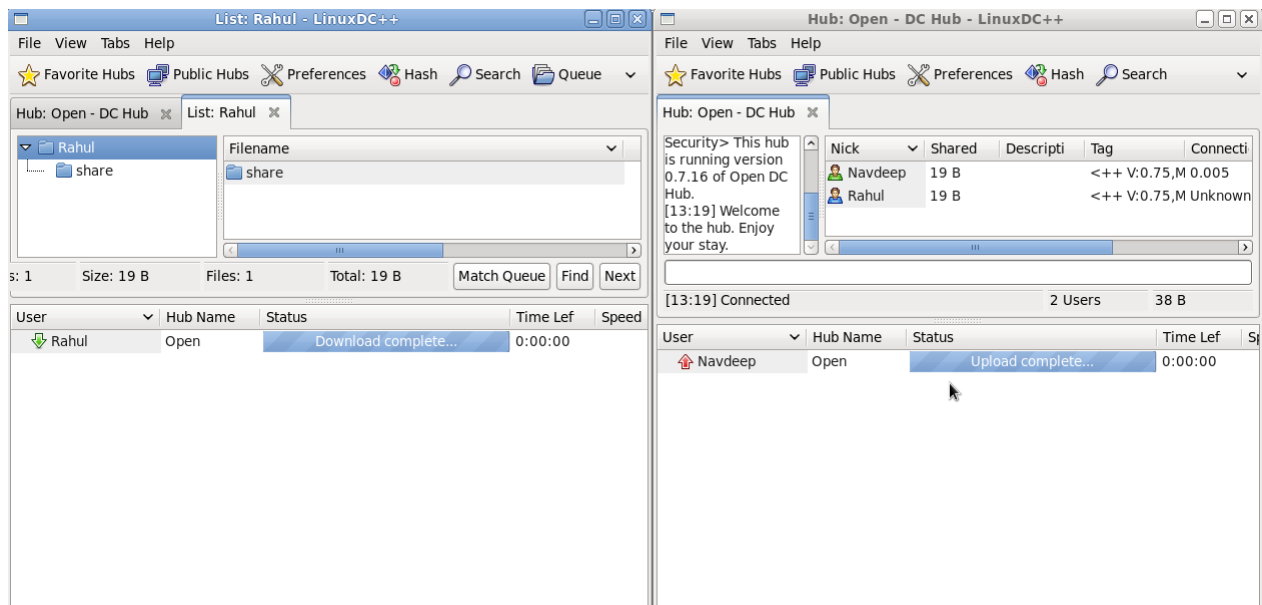 List: Rahul - LinuxDC++
File View Tabs Help
Favorite Hubs Public Hubs Preferences Hash Search Queue
Hub: Open - DC Hub List: Rahul
Rahul
share
Filename
share
s: 1 Size: 19 B Files: 1 Total: 19 B Match Queue Find Next
User Hub Name Status Time Lef Speed
Rahul Open Download complete... 0:00:00
Hub: Open - DC Hub - LinuxDC++
File View Tabs Help
Favorite Hubs Public Hubs Preferences Hash Search
Hub: Open - DC Hub
Security> This hub
is running version
0.7.16 of Open DC
Hub.
[13:19] Welcome
to the hub. Enjoy
your stay.
Nick Shared Descripti Tag Connecti
Navdeep 19 B <++ V:0.75,M 0.005
Rahul 19 B <++ V:0.75,M Unknown
[13:19] Connected 2 Users 38 B
User Hub Name Status Time Lef Sp
Navdeep Open Upload complete... 0:00:00